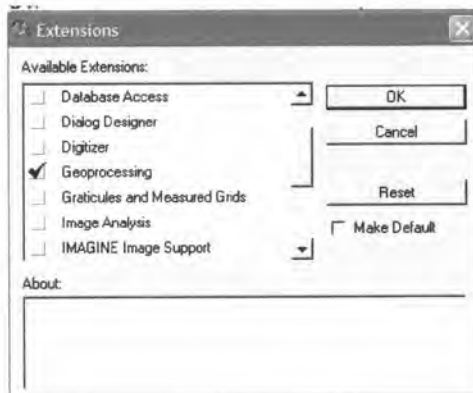 Extensions
Available Extensions:
Database Access
Dialog Designer
Digitizer
Geoprocessing
Graticules and Measured Grids
Image Analysis
IMAGINE Image Support
OK
Cancel
Reset
Make Default
About: